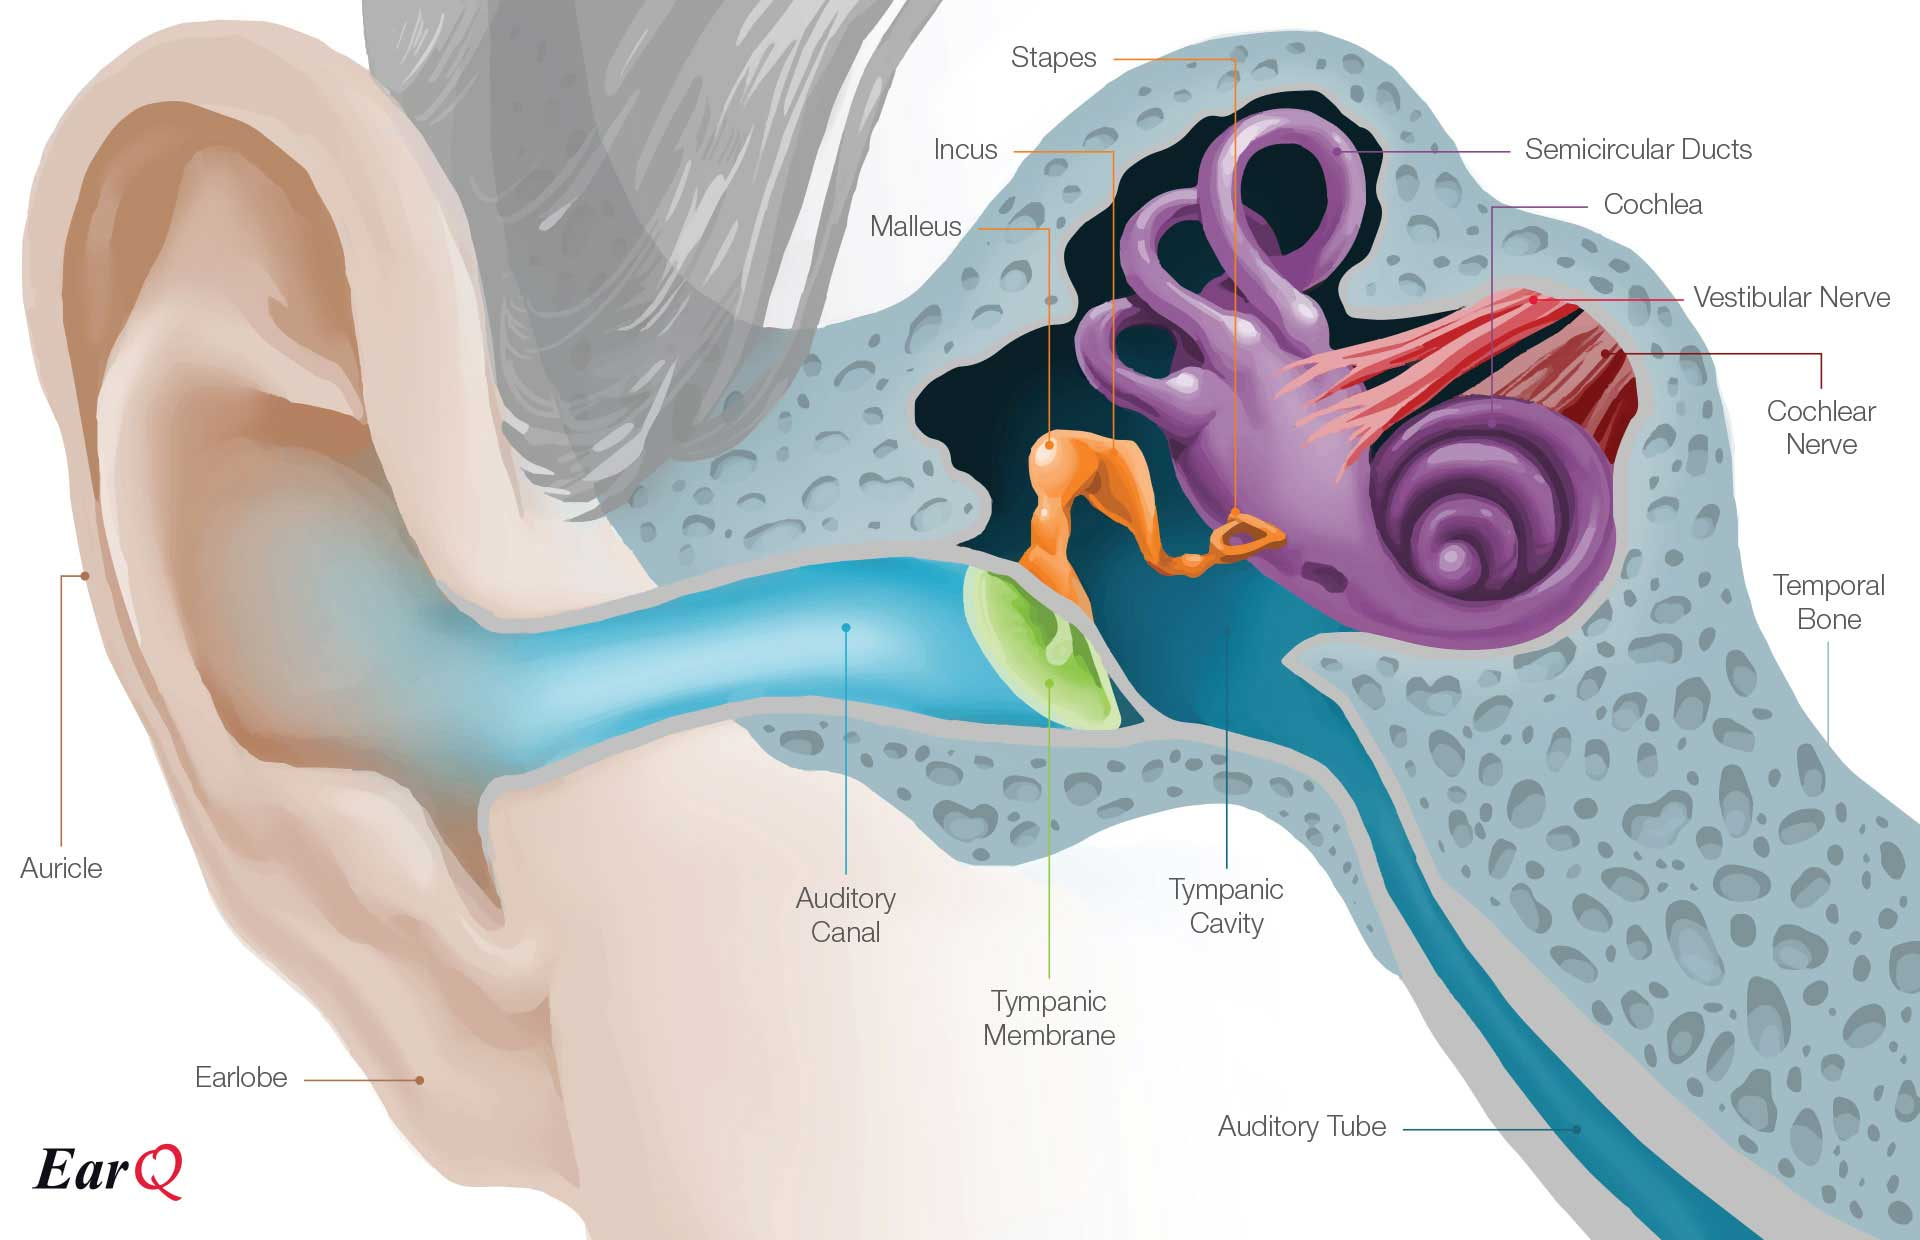 Stapes
Incus
Malleus
Semicircular Ducts
Cochlea
Vestibular Nerve
Cochlear
Nerve
Temporal
Bone
Auricle
Auditory
Canal
Tympanic
Cavity
Tympanic
Membrane
Earlobe
Auditory Tube
EarQ